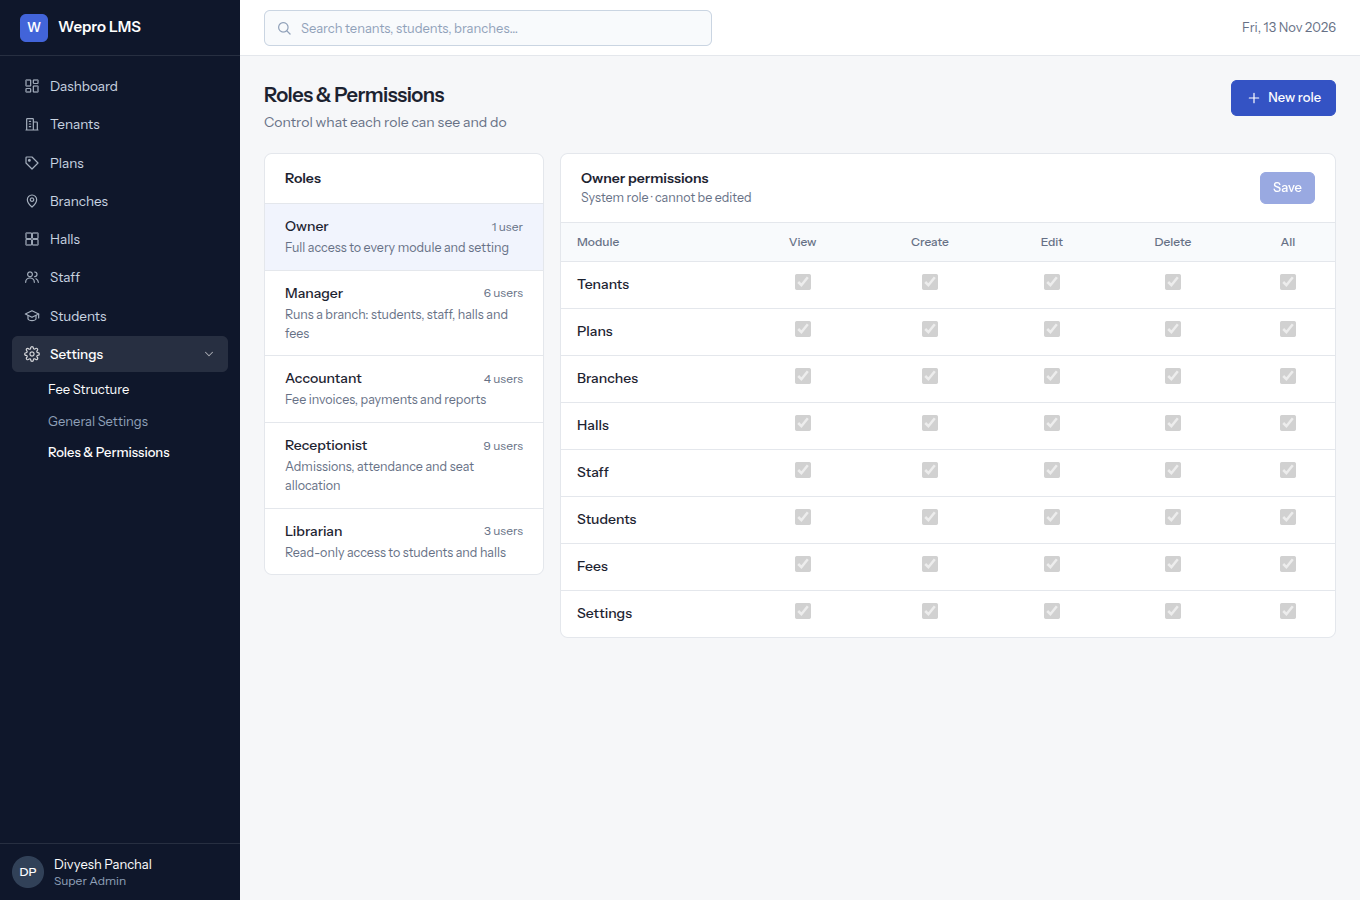 W Wepro LMS
Search tenants, students, branches...
Fri, 13 Nov 2026
Dashboard
Tenants
Plans
Branches
Halls
Staff
Students
Settings
Fee Structure
General Settings
Roles & Permissions
DP
Divyesh Panchal
Super Admin
Roles & Permissions
Control what each role can see and do
New role
Roles
Owner 1 user
Full access to every module and setting
Manager 6 users
Runs a branch: students, staff, halls and
fees
Accountant 4 users
Fee invoices, payments and reports
Receptionist 9 users
Admissions, attendance and seat
allocation
Librarian 3 users
Read-only access to students and halls
Owner permissions
System role · cannot be edited
Save
Module View Create Edit Delete All
Tenants
Plans
Branches
Halls
Staff
Students
Fees
Settings